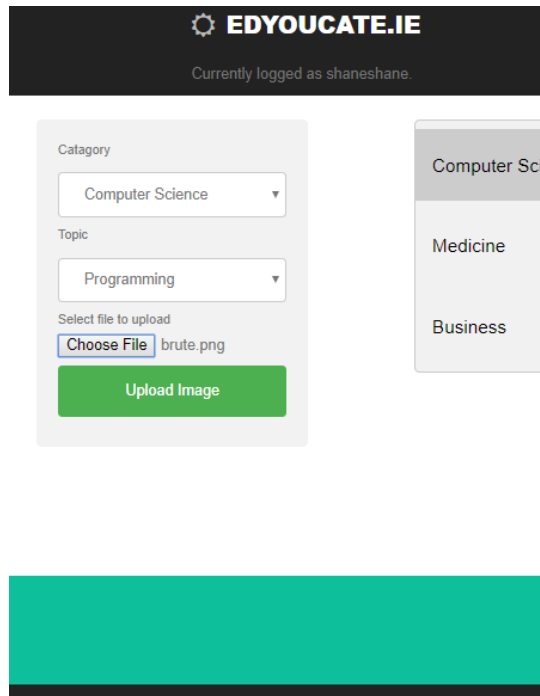 EDYOUCATE.IE
Currently logged as shaneshane.
Catagory
Computer Science
Topic
Programming
Select file to upload
Choose File brute.png
Upload Image
Computer Sci
Medicine
Business